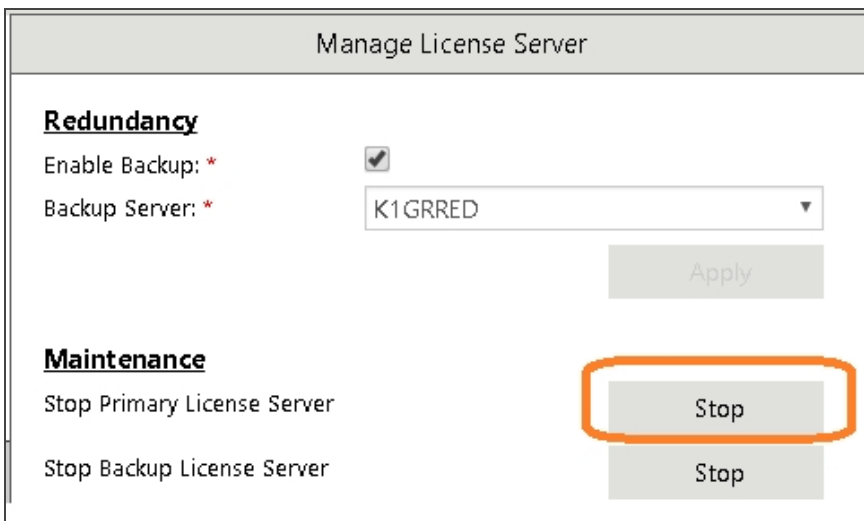 Manage License Server
Redundancy
Enable Backup: *
Backup Server: * K1GRRED
Apply
Maintenance
Stop Primary License Server Stop
Stop Backup License Server Stop